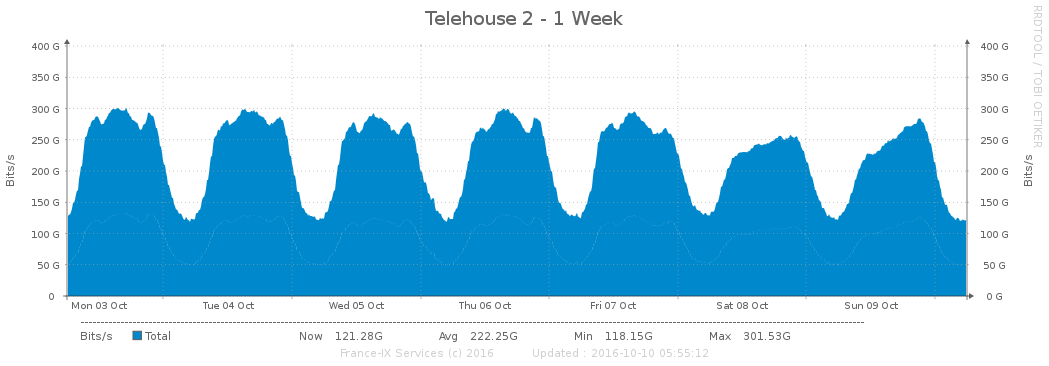 Telehouse 2 - 1 Week
RRDTOOL / TOBI OETIKER
400 G 400 G
350 G 350 G
300 G 300 G
250 G 250 G
200 G 200 G
150 G 150 G
100 G 100 G
50 G 50 G
0 0 G
Bits/s Bits/s
Mon 03 Oct Tue 04 Oct Wed 05 Oct Thu 06 Oct Fri 07 Oct Sat 08 Oct Sun 09 Oct
Bits/s Total Now 121.28G Avg 222.25G Min 118.15G Max 301.53G
France-IX Services (c) 2016 Updated : 2016-10-10 05:55:12